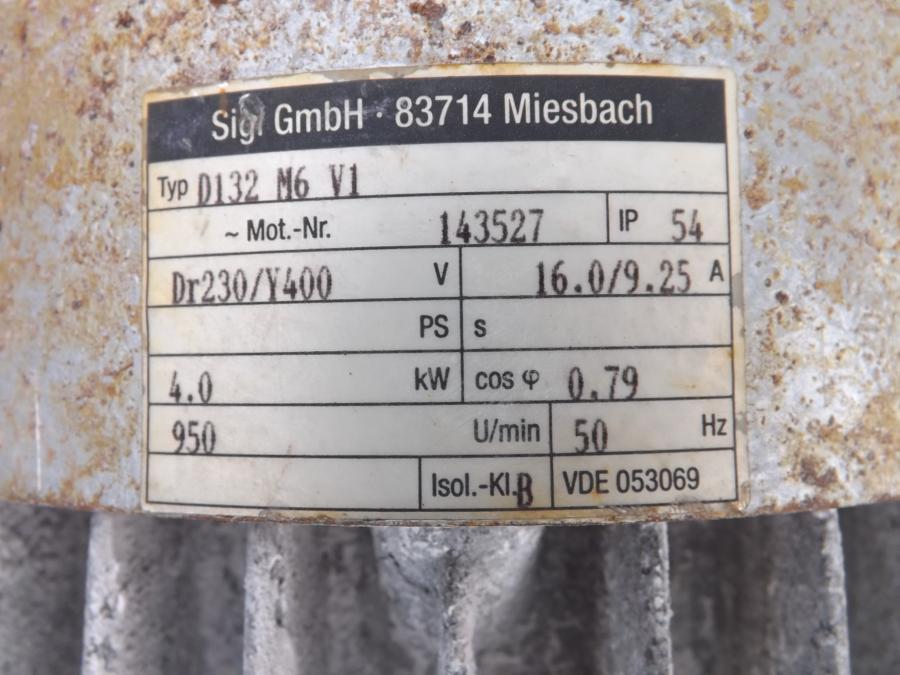 Sigl GmbH · 83714 Miesbach
Typ D132 M6 V1
~ Mot.-Nr. 143527 IP 54
Dr230/Y400 V 16.0/9.25 A
PS s
4.0 kW cos φ 0.79
950 U/min 50 Hz
Isol.-Kl. B VDE 053069